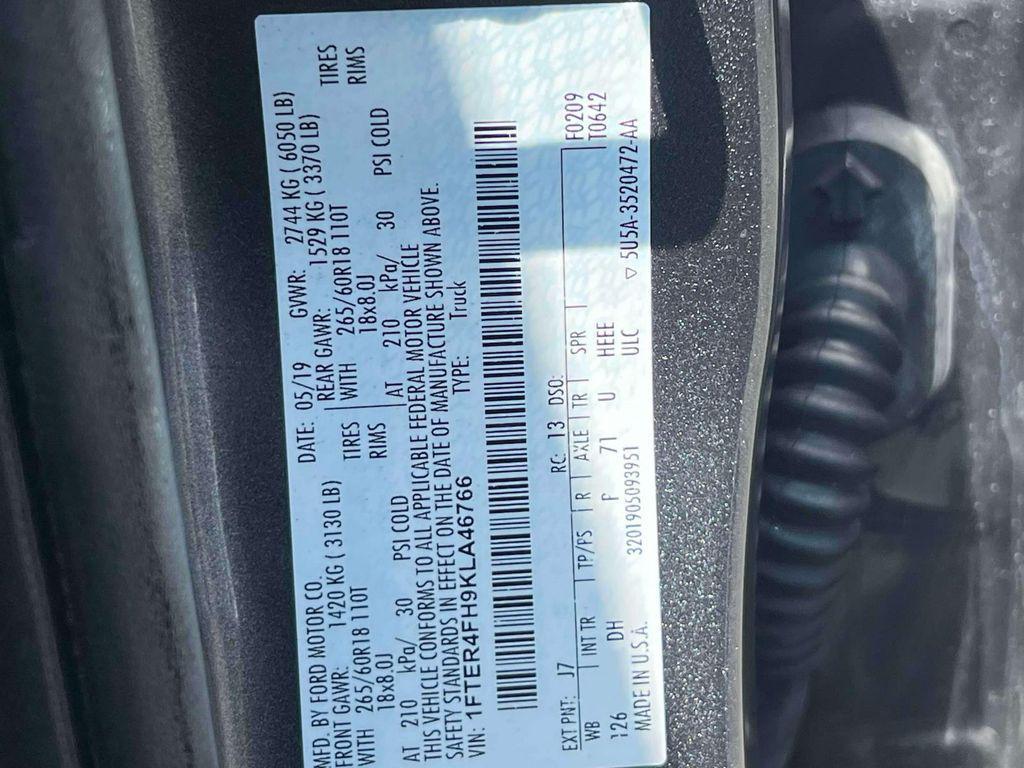 MFD. BY FORD MOTOR CO. DATE: 05/19 GVWR: 2744 KG ( 6050 LB)
FRONT GAWR: 1420 KG ( 3130 LB) REAR GAWR: 1529 KG ( 3370 LB)
WITH 265/60R18 110T TIRES WITH 265/60R18 110T TIRES
18x8.0J RIMS 18x8.0J RIMS
AT 210 kPa/ 30 PSI COLD AT 210 kPa/ 30 PSI COLD
THIS VEHICLE CONFORMS TO ALL APPLICABLE FEDERAL MOTOR VEHICLE
SAFETY STANDARDS IN EFFECT ON THE DATE OF MANUFACTURE SHOWN ABOVE.
VIN: 1FTER4FH9KLA46766 TYPE: Truck
EXT PNT: J7 RC: 13 DSO: F0209
WB INT TR TP/PS R AXLE TR SPR T0642
126 DH P 71 U HEEE
MADE IN U.S.A. 3201905093951 ULC ▽ 5U5A-3520472-AA